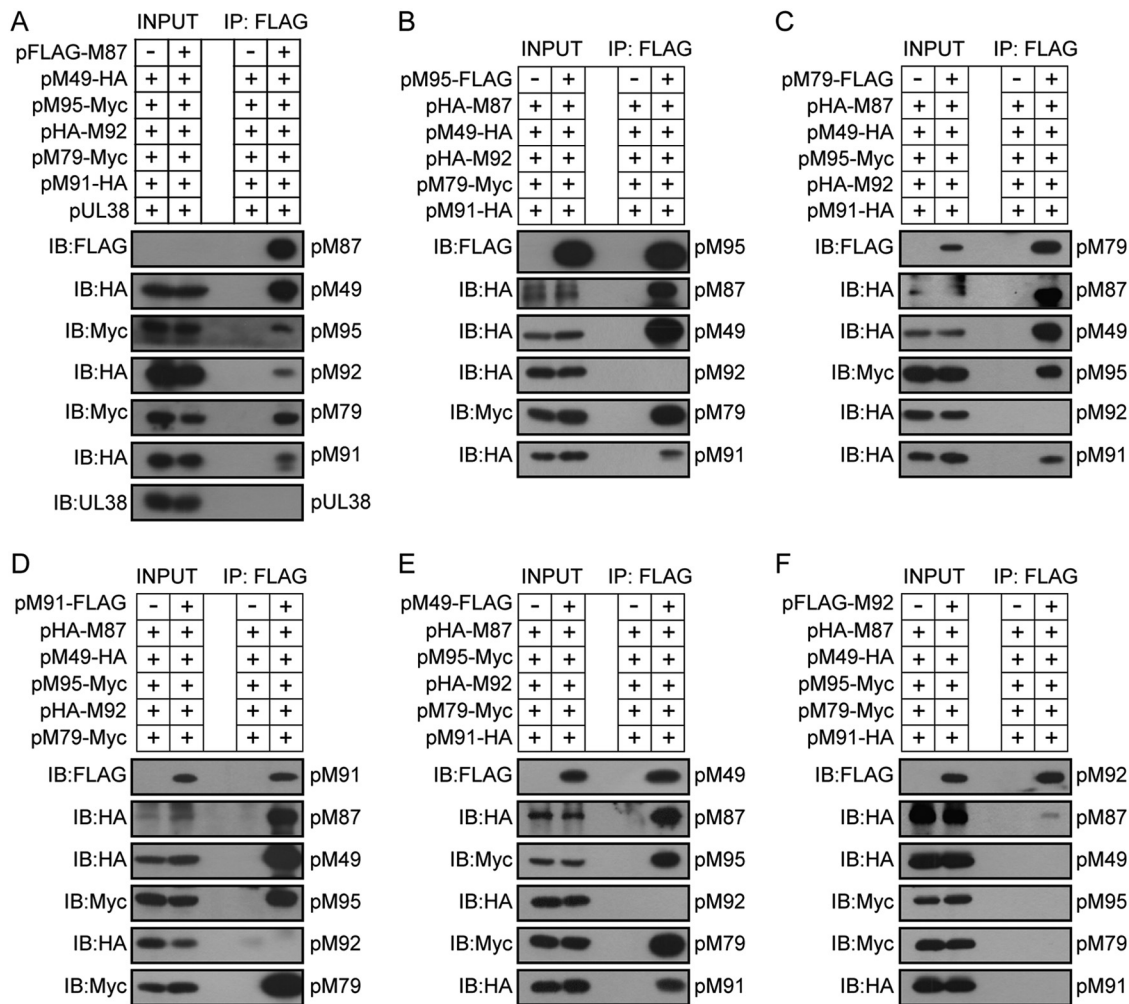 A
INPUT IP: FLAG
pFLAG-M87 - + - +
pM49-HA + + + +
pM95-Myc + + + +
pHA-M92 + + + +
pM79-Myc + + + +
pM91-HA + + + +
pUL38 + + + +
IB:FLAG pM87
IB:HA pM49
IB:Myc pM95
IB:HA pM92
IB:Myc pM79
IB:HA pM91
IB:UL38 pUL38
B
INPUT IP: FLAG
pM95-FLAG - + - +
pHA-M87 + + + +
pM49-HA + + + +
pHA-M92 + + + +
pM79-Myc + + + +
pM91-HA + + + +
IB:FLAG pM95
IB:HA pM87
IB:HA pM49
IB:HA pM92
IB:Myc pM79
IB:HA pM91
C
INPUT IP: FLAG
pM79-FLAG - + - +
pHA-M87 + + + +
pM49-HA + + + +
pM95-Myc + + + +
pHA-M92 + + + +
pM91-HA + + + +
IB:FLAG pM79
IB:HA pM87
IB:HA pM49
IB:Myc pM95
IB:HA pM92
IB:HA pM91
D
INPUT IP: FLAG
pM91-FLAG - + - +
pHA-M87 + + + +
pM49-HA + + + +
pM95-Myc + + + +
pHA-M92 + + + +
pM79-Myc + + + +
IB:FLAG pM91
IB:HA pM87
IB:HA pM49
IB:Myc pM95
IB:HA pM92
IB:Myc pM79
E
INPUT IP: FLAG
pM49-FLAG - + - +
pHA-M87 + + + +
pM95-Myc + + + +
pHA-M92 + + + +
pM79-Myc + + + +
pM91-HA + + + +
IB:FLAG pM49
IB:HA pM87
IB:Myc pM95
IB:HA pM92
IB:Myc pM79
IB:HA pM91
F
INPUT IP: FLAG
pFLAG-M92 - + - +
pHA-M87 + + + +
pM49-HA + + + +
pM95-Myc + + + +
pM79-Myc + + + +
pM91-HA + + + +
IB:FLAG pM92
IB:HA pM87
IB:HA pM49
IB:Myc pM95
IB:Myc pM79
IB:HA pM91